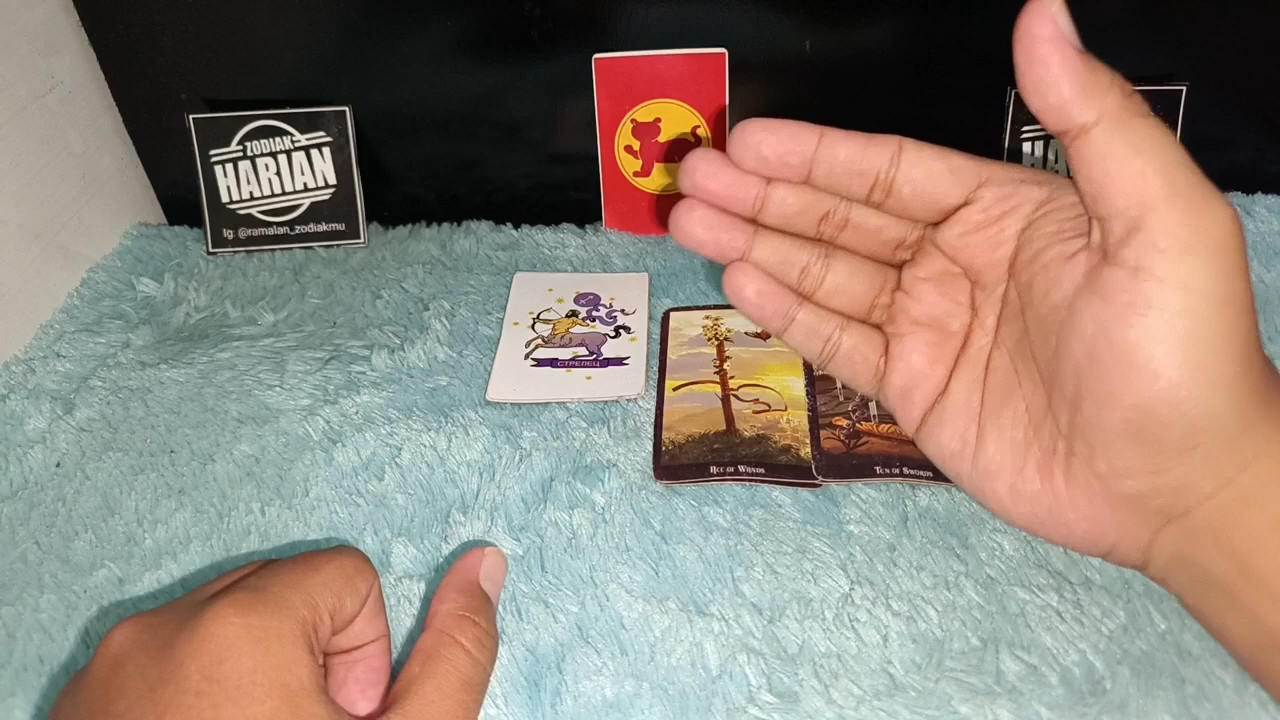 ZODIAK
HARIAN
Ig: @ramalan_zodiakmu
СТРЕЛЕЦ
Ace of Wands
Ten of Swords